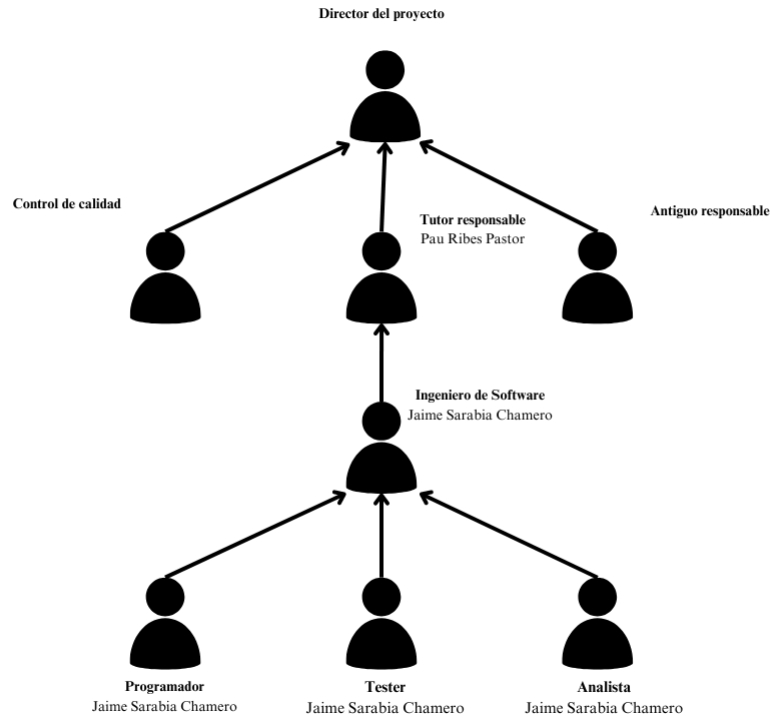 Director del proyecto
Control de calidad
Tutor responsable
Pau Ribes Pastor
Antiguo responsable
Ingeniero de Software
Jaime Sarabia Chamero
Programador
Jaime Sarabia Chamero
Tester
Jaime Sarabia Chamero
Analista
Jaime Sarabia Chamero